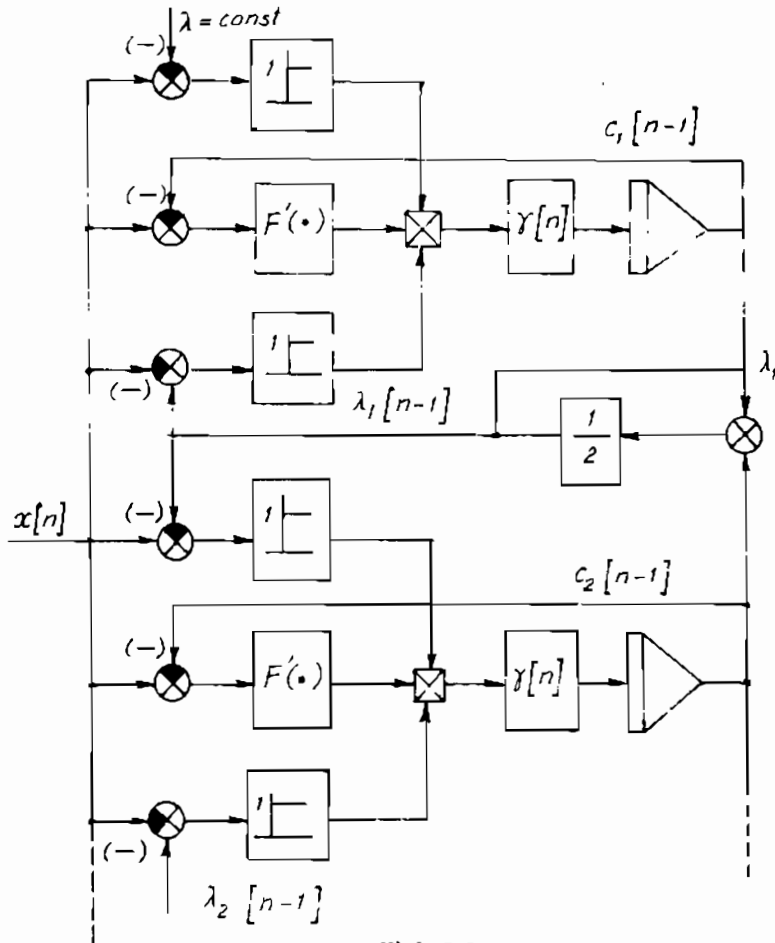 λ = const
(−)
1
c₁[n-1]
(−)
F′(•)
γ[n]
1
(−)
λ₁[n-1]
λ₁
1
2
x[n]
(−)
1
c₂[n-1]
(−)
F′(•)
γ[n]
1
(−)
λ₂[n-1]